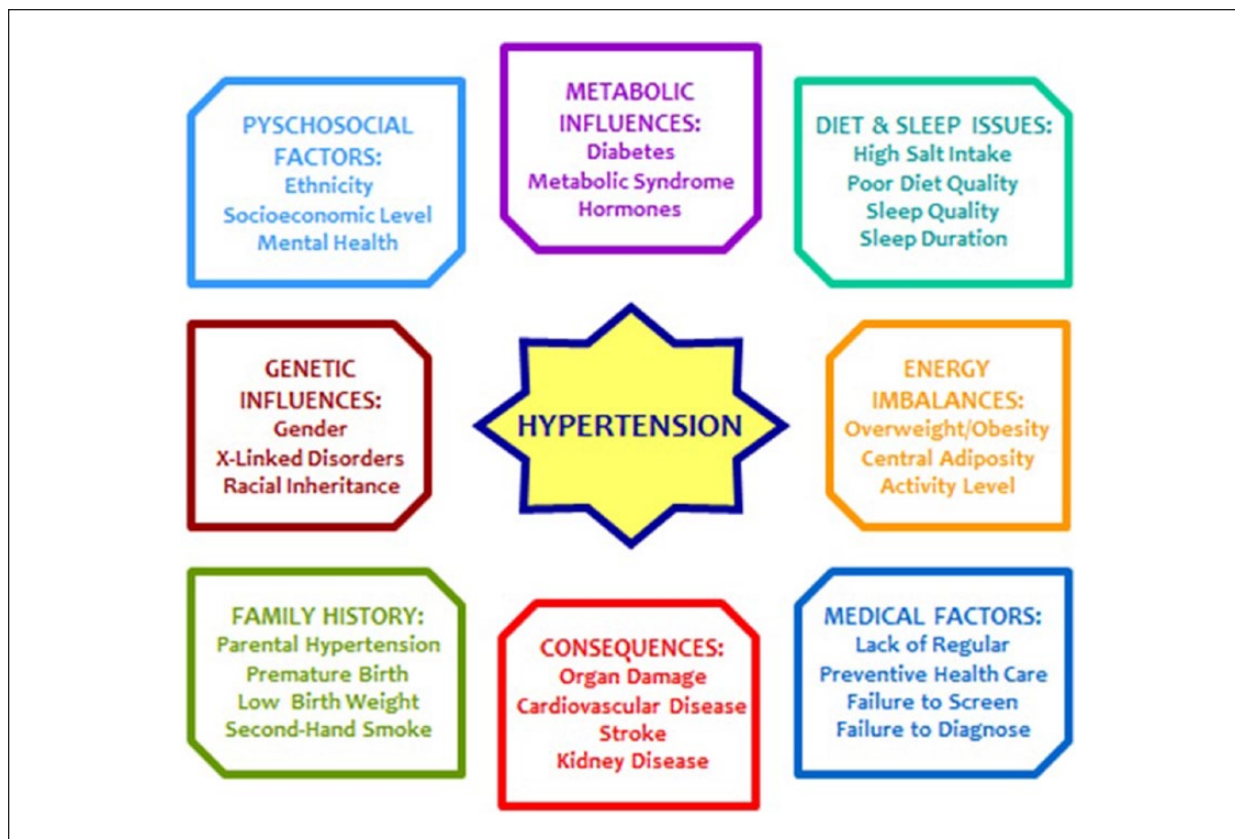 PYSCHOSOCIAL
FACTORS:
Ethnicity
Socioeconomic Level
Mental Health
METABOLIC
INFLUENCES:
Diabetes
Metabolic Syndrome
Hormones
DIET & SLEEP ISSUES:
High Salt Intake
Poor Diet Quality
Sleep Quality
Sleep Duration
GENETIC
INFLUENCES:
Gender
X-Linked Disorders
Racial Inheritance
HYPERTENSION
ENERGY
IMBALANCES:
Overweight/Obesity
Central Adiposity
Activity Level
FAMILY HISTORY:
Parental Hypertension
Premature Birth
Low Birth Weight
Second-Hand Smoke
CONSEQUENCES:
Organ Damage
Cardiovascular Disease
Stroke
Kidney Disease
MEDICAL FACTORS:
Lack of Regular
Preventive Health Care
Failure to Screen
Failure to Diagnose